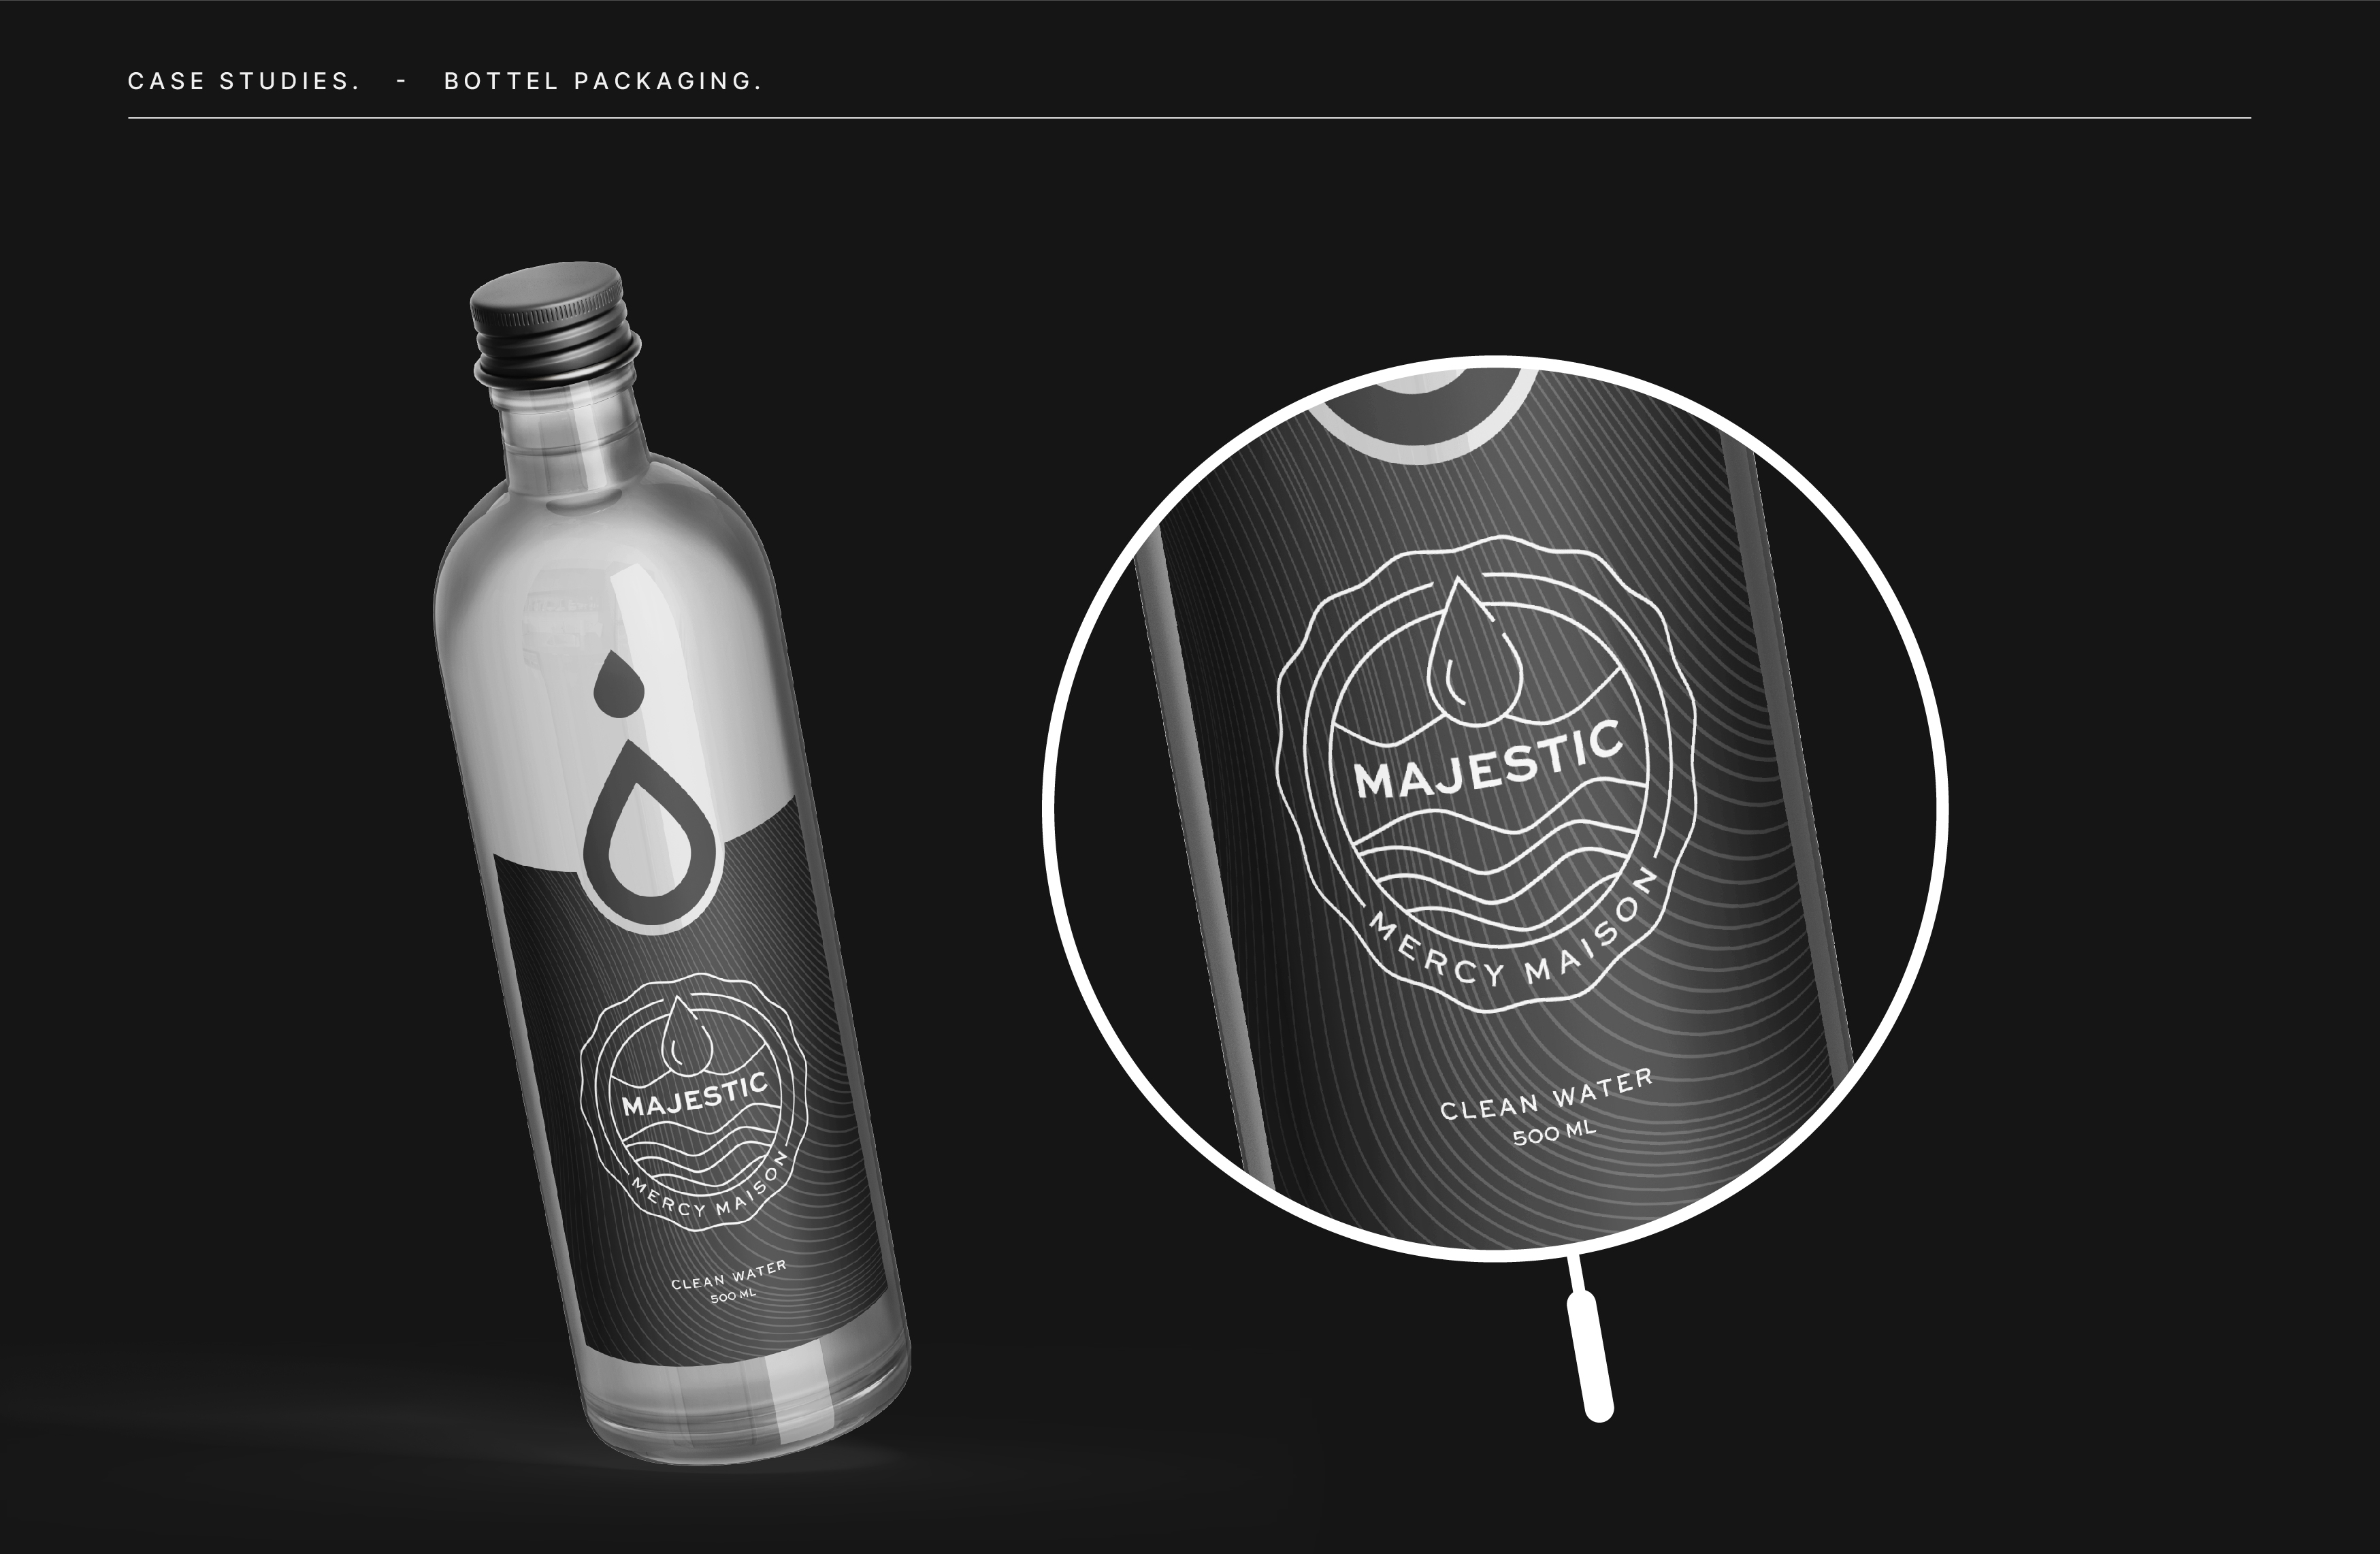 CASE STUDIES. - BOTTEL PACKAGING.
MAJESTIC
MERCY MAISON
CLEAN WATER
500 ML
MAJESTIC
MERCY MAISON
CLEAN WATER
500 ML